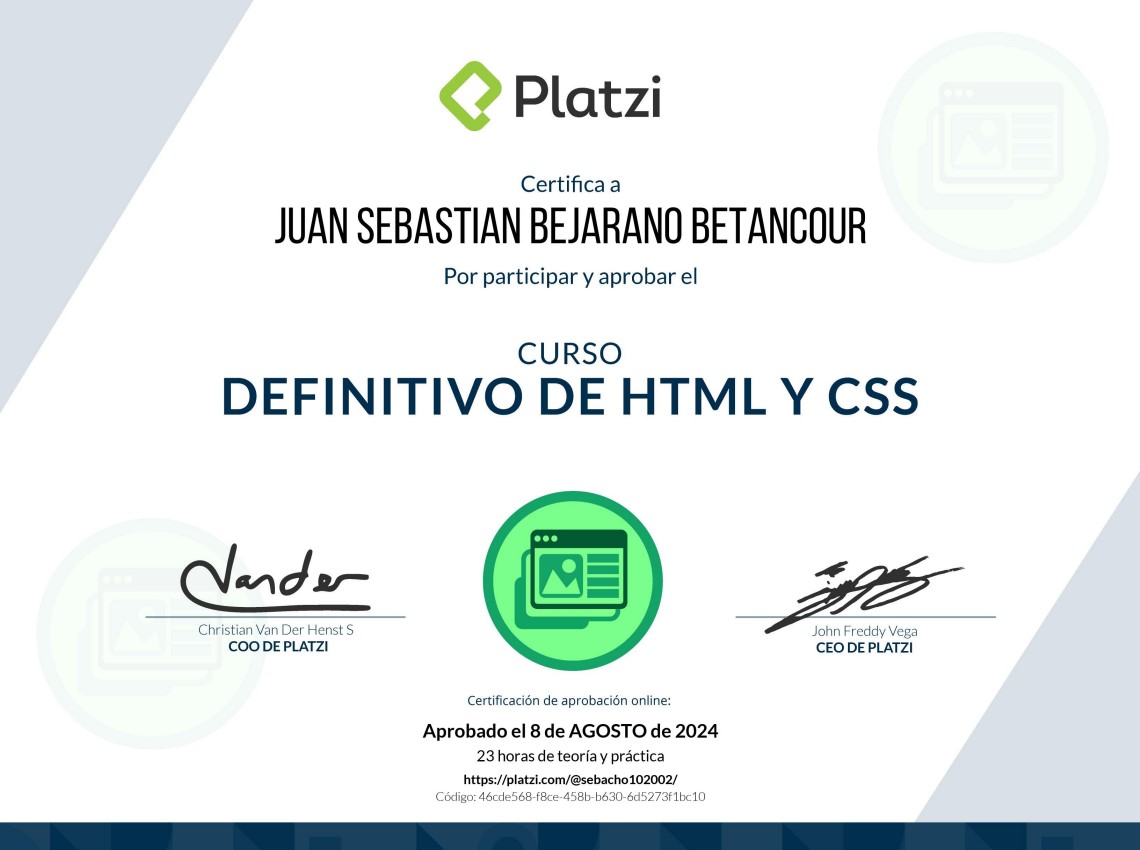 Platzi
Certifica a
JUAN SEBASTIAN BEJARANO BETANCOUR
Por participar y aprobar el
CURSO
DEFINITIVO DE HTML Y CSS
Vander
Christian Van Der Henst S
COO DE PLATZI
John Freddy Vega
CEO DE PLATZI
Certificación de aprobación online:
Aprobado el 8 de AGOSTO de 2024
23 horas de teoría y práctica
https://platzi.com/@sebacho102002/
Código: 46cde568-f8ce-458b-b630-6d5273f1bc10